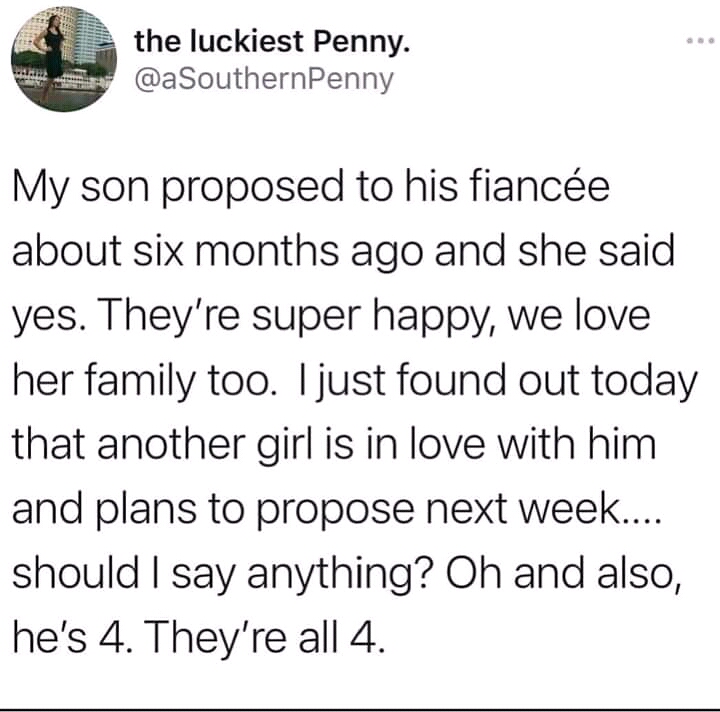 the luckiest Penny.
@aSouthernPenny
My son proposed to his fiancée
about six months ago and she said
yes. They're super happy, we love
her family too.  I just found out today
that another girl is in love with him
and plans to propose next week....
should I say anything? Oh and also,
he's 4. They're all 4.